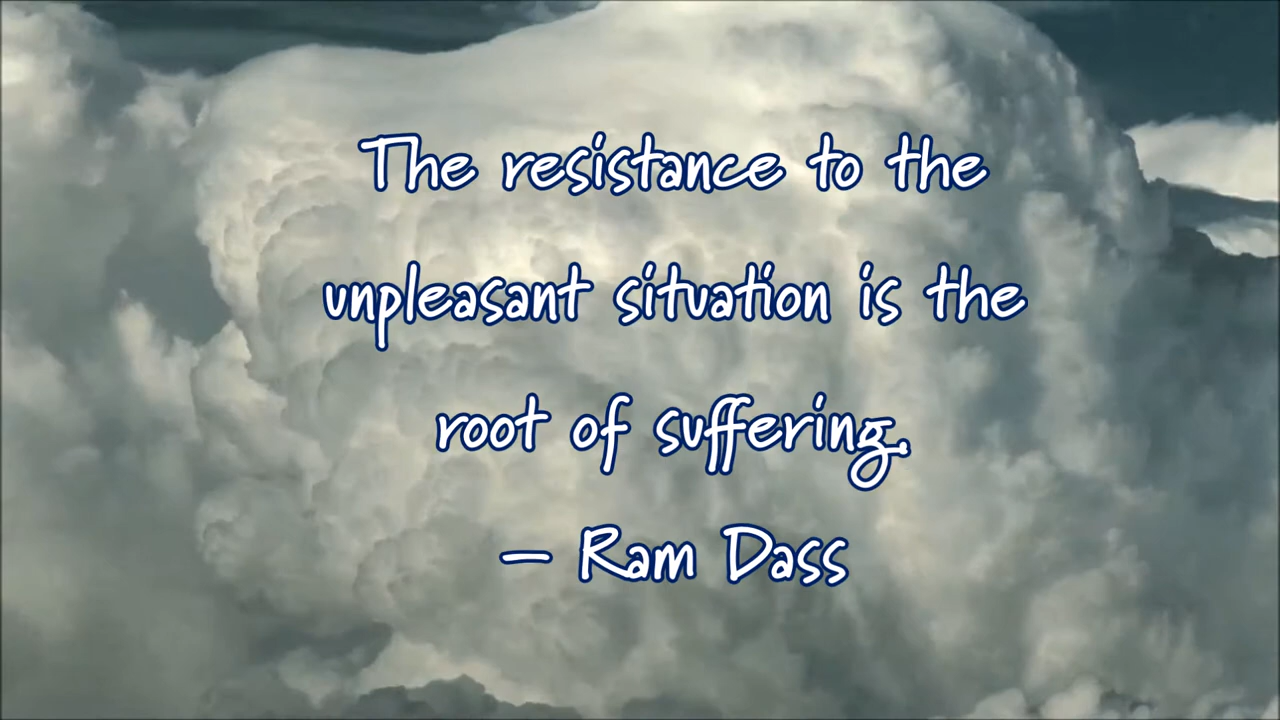 The resistance to the
unpleasant situation is the
root of suffering.
— Ram Dass